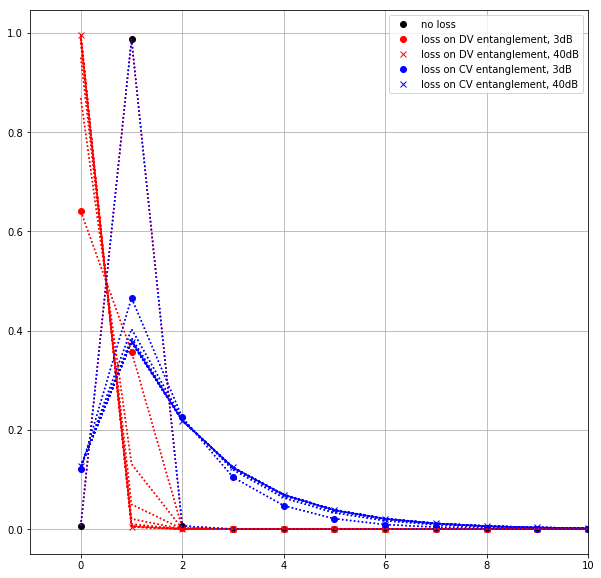 1.0
0.8
0.6
0.4
0.2
0.0
0 2 4 6 8 10
no loss
loss on DV entanglement, 3dB
loss on DV entanglement, 40dB
loss on CV entanglement, 3dB
loss on CV entanglement, 40dB